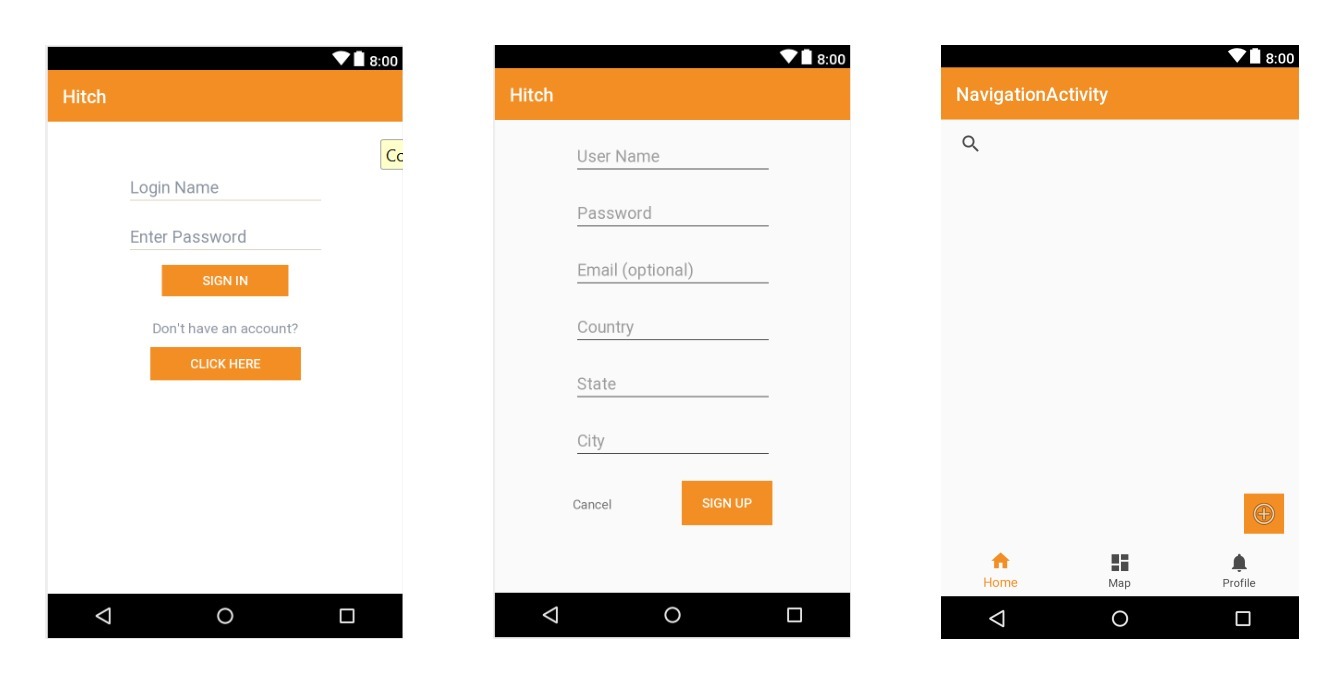 8:00
Hitch
Cc
Login Name
Enter Password
SIGN IN
Don't have an account?
CLICK HERE
8:00
Hitch
User Name
Password
Email (optional)
Country
State
City
Cancel
SIGN UP
8:00
NavigationActivity
Home
Map
Profile